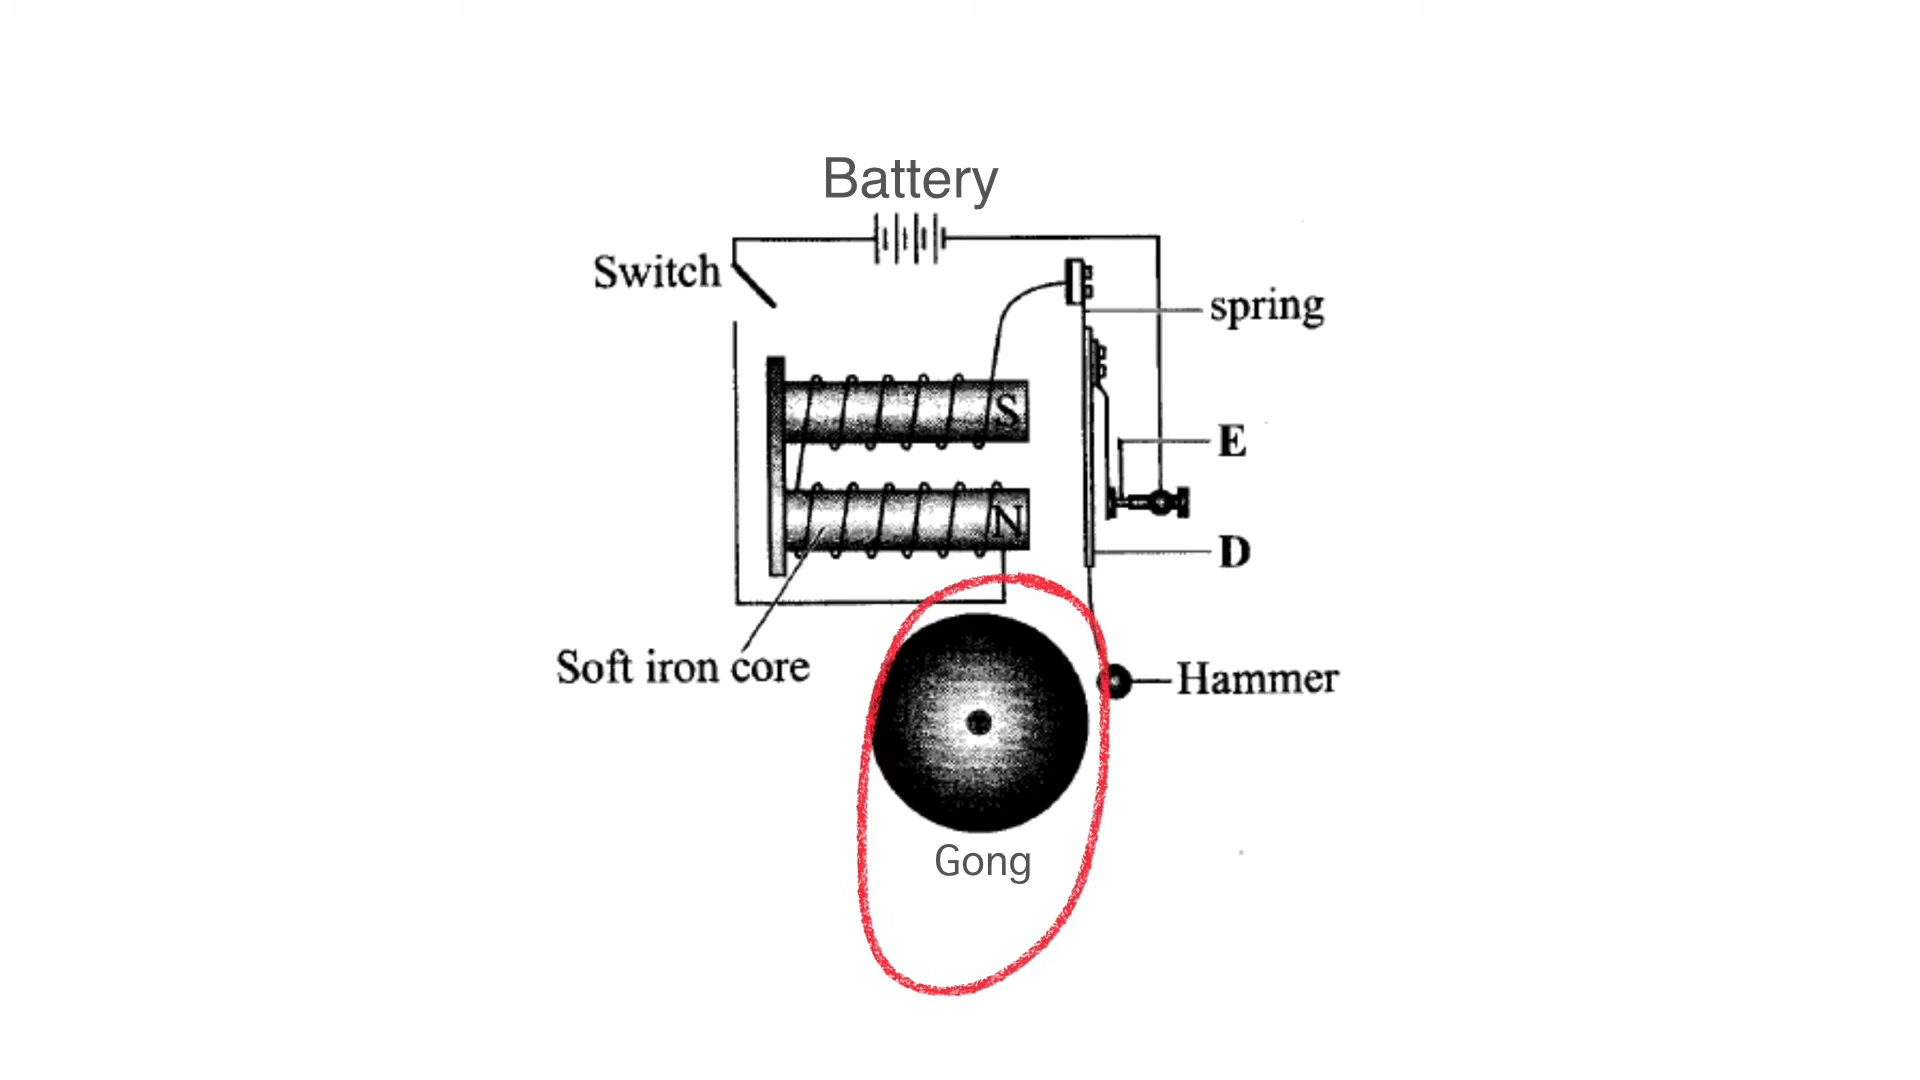 Battery
Switch
spring
S
E
N
D
Soft iron core
Hammer
Gong